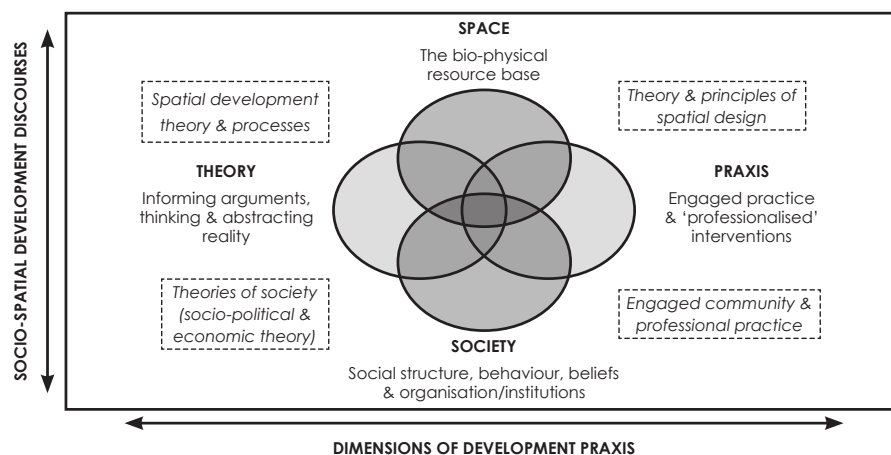 SOCIO-SPATIAL DEVELOPMENT DISCOURSES
SPACE
The bio-physical
resource base
Spatial development
theory & processes
Theory & principles of
spatial design
THEORY
Informing arguments,
thinking & abstracting
reality
PRAXIS
Engaged practice
& ‘professionalised’
interventions
Theories of society
(socio-political &
economic theory)
Engaged community &
professional practice
SOCIETY
Social structure, behaviour, beliefs
& organisation/institutions
DIMENSIONS OF DEVELOPMENT PRAXIS